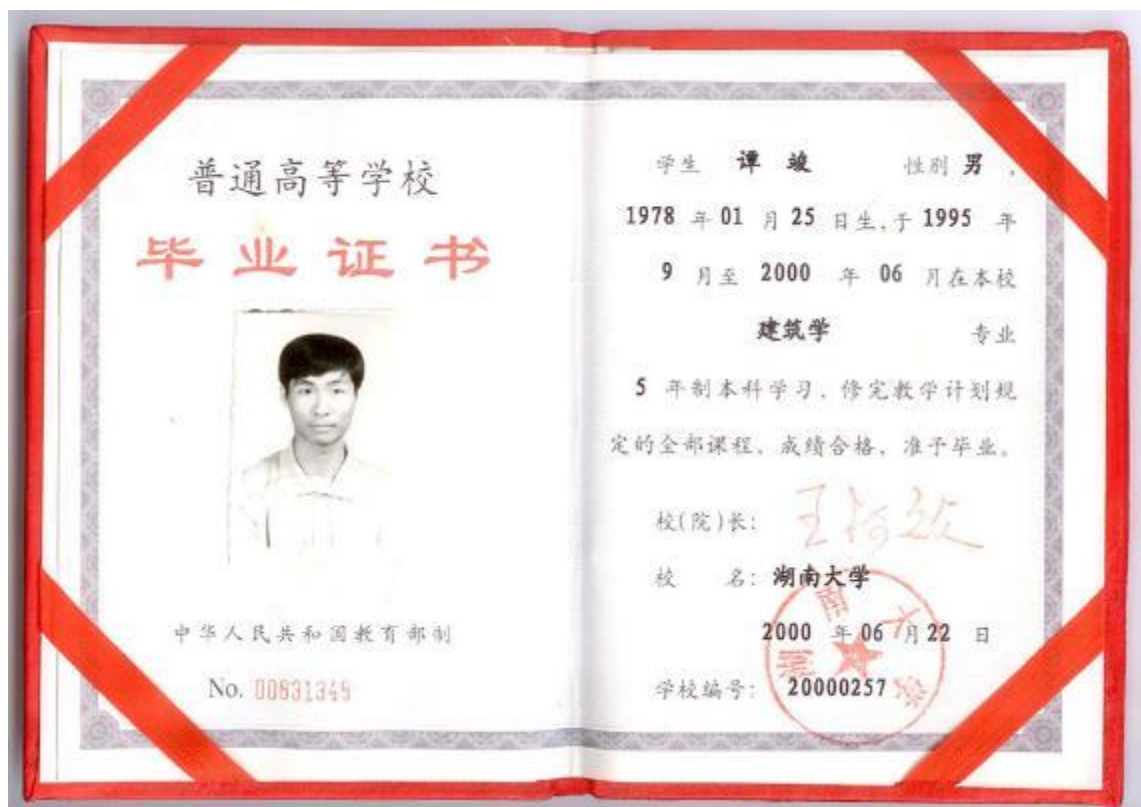 普通高等学校
毕业证书
中华人民共和国教育部制
No. 00831349
学生 谭 竣 性别 男,
1978 年 01 月 25 日生,于 1995 年
9 月至 2000 年 06 月在本校
建筑学 专业
5 年制本科学习,修完教学计划规
定的全部课程、成绩合格,准予毕业。
校(院)长:
校 名: 湖南大学
2000 年 06 月 22 日
学校编号: 20000257
湖南大学